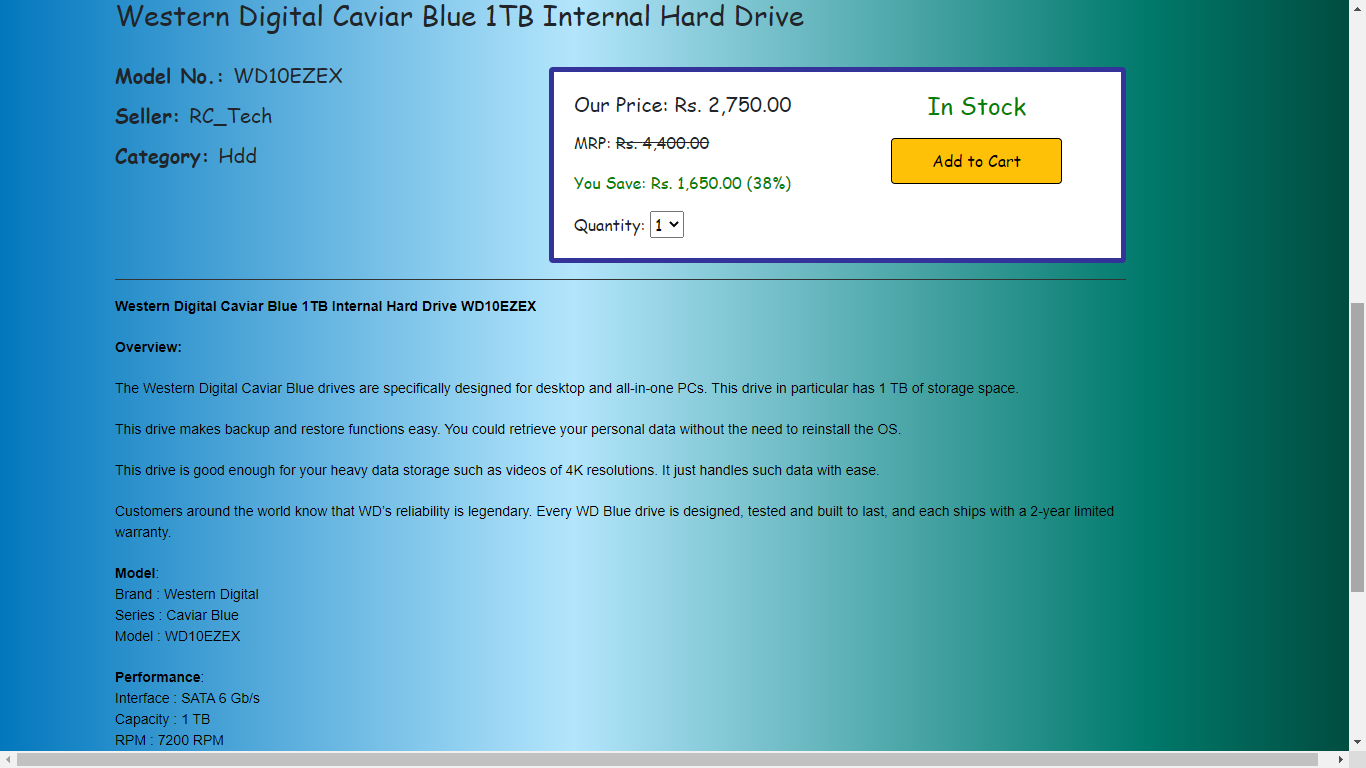 Western Digital Caviar Blue 1TB Internal Hard Drive
Model No.: WD10EZEX
Seller: RC_Tech
Category: Hdd
Our Price: Rs. 2,750.00
MRP: Rs. 4,400.00
You Save: Rs. 1,650.00 (38%)
Quantity: 1
In Stock
Add to Cart
Western Digital Caviar Blue 1TB Internal Hard Drive WD10EZEX
Overview:
The Western Digital Caviar Blue drives are specifically designed for desktop and all-in-one PCs. This drive in particular has 1 TB of storage space.
This drive makes backup and restore functions easy. You could retrieve your personal data without the need to reinstall the OS.
This drive is good enough for your heavy data storage such as videos of 4K resolutions. It just handles such data with ease.
Customers around the world know that WD’s reliability is legendary. Every WD Blue drive is designed, tested and built to last, and each ships with a 2-year limited
warranty.
Model:
Brand : Western Digital
Series : Caviar Blue
Model : WD10EZEX
Performance:
Interface : SATA 6 Gb/s
Capacity : 1 TB
RPM : 7200 RPM